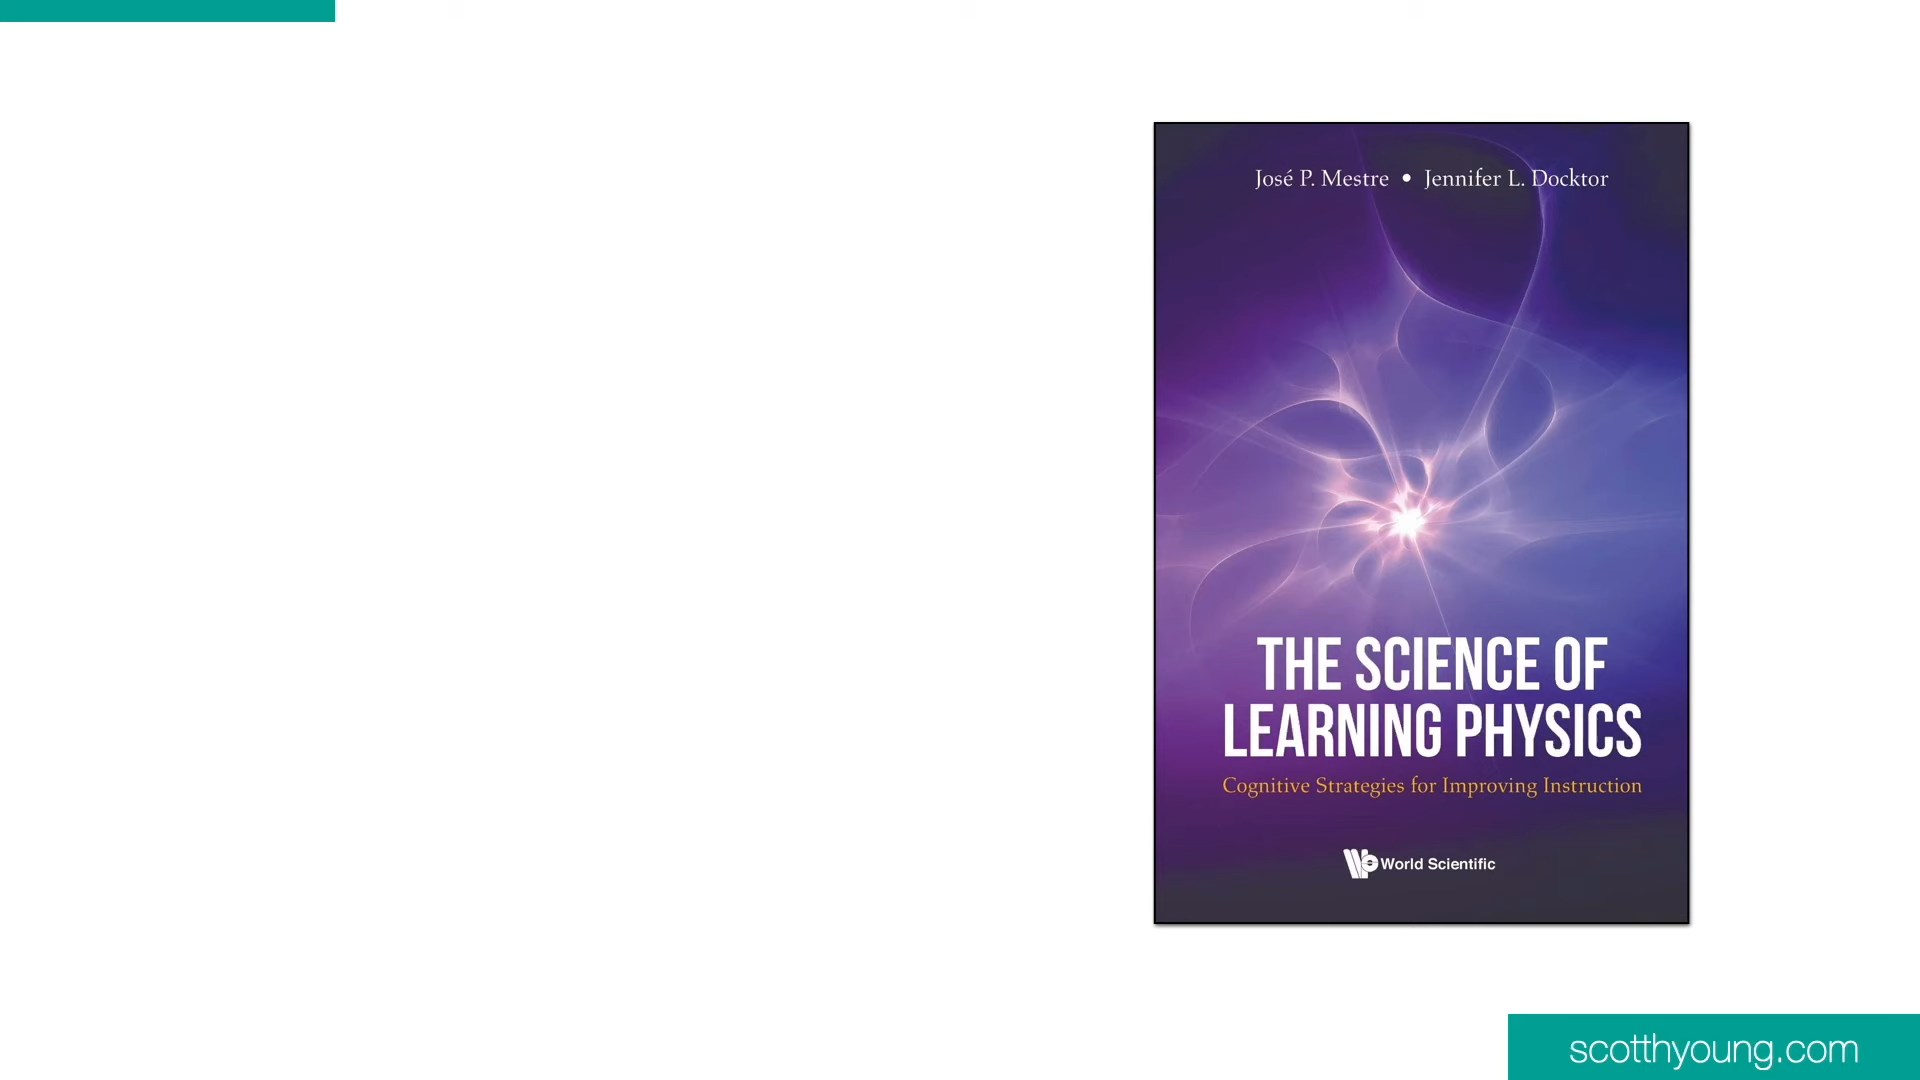 José P. Mestre • Jennifer L. Docktor
THE SCIENCE OF
LEARNING PHYSICS
Cognitive Strategies for Improving Instruction
World Scientific
scotthyoung.com